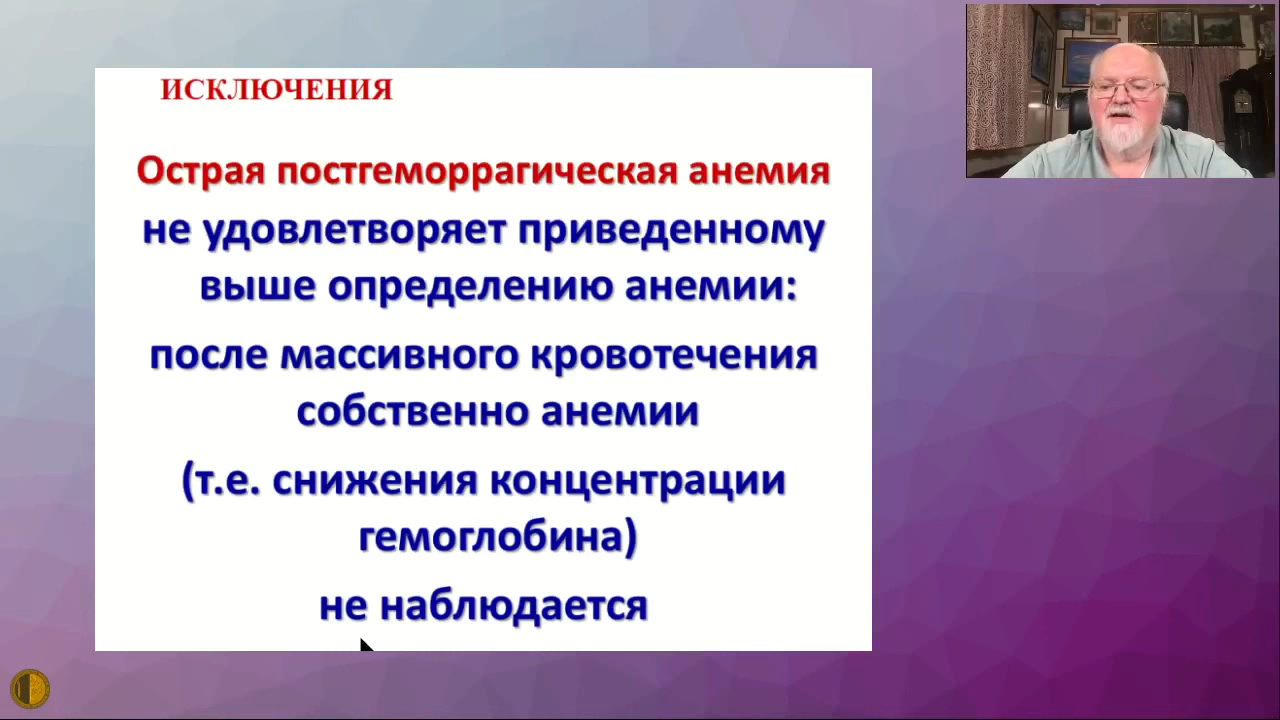 ИСКЛЮЧЕНИЯ
Острая постгеморрагическая анемия
не удовлетворяет приведенному
выше определению анемии:
после массивного кровотечения
собственно анемии
(т.е. снижения концентрации
гемоглобина)
не наблюдается